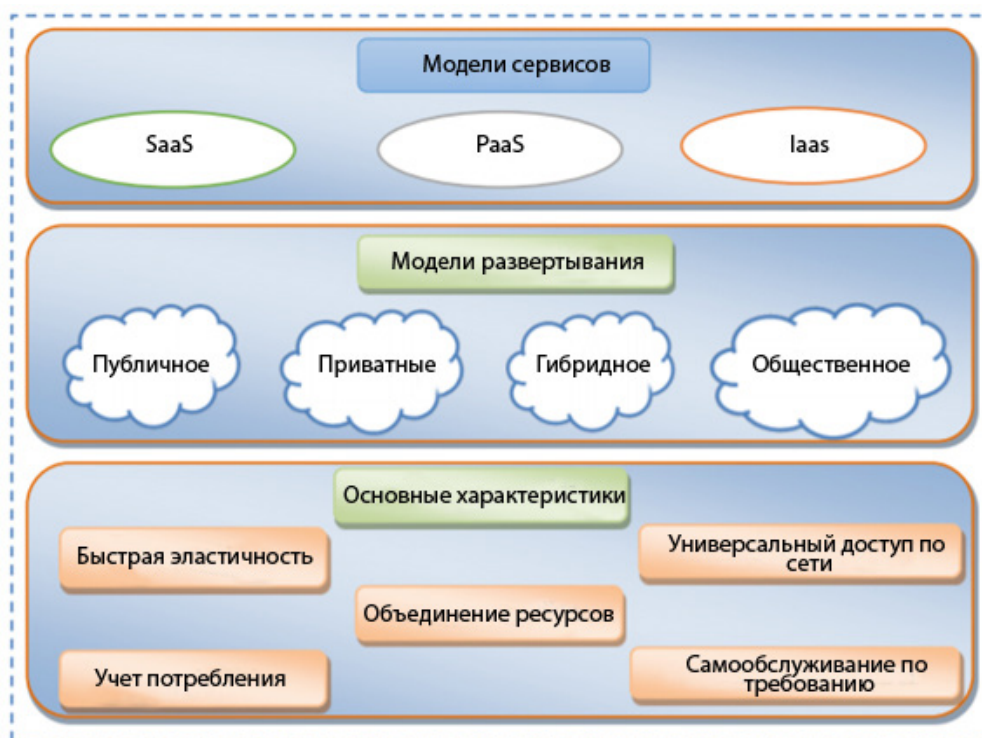 Модели сервисов
SaaS
PaaS
Iaas
Модели развертывания
Публичное
Приватные
Гибридное
Общественное
Основные характеристики
Быстрая эластичность
Универсальный доступ по
сети
Объединение ресурсов
Учет потребления
Самообслуживание по
требованию